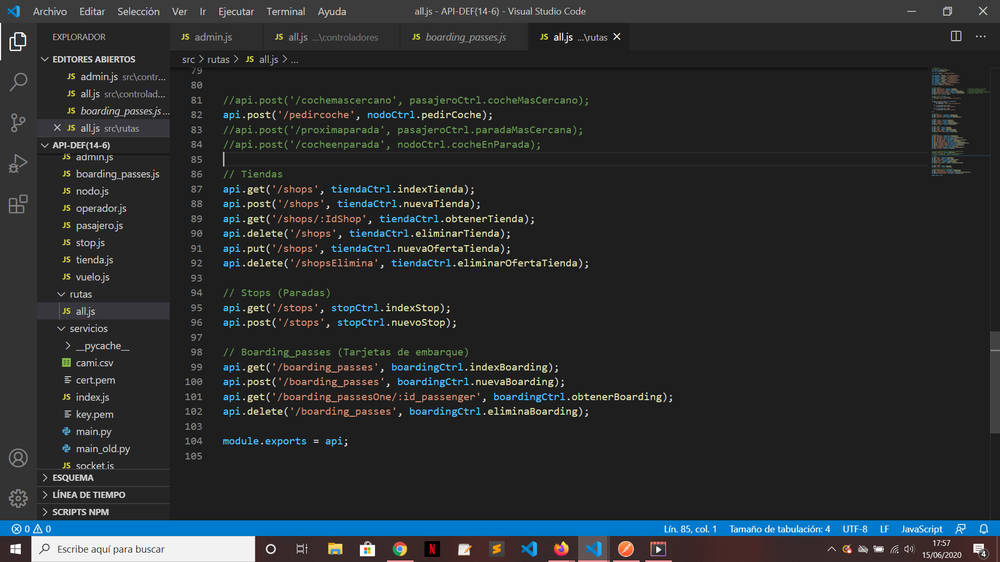 Archivo Editar Selección Ver Ir Ejecutar Terminal Ayuda
all.js - API-DEF(14-6) - Visual Studio Code
EXPLORADOR
JS admin.js
JS all.js ...\controladores
JS boarding_passes.js
JS all.js ...\rutas
src > rutas > JS all.js > ...
EDITORES ABIERTOS
JS admin.js src\contr...
JS all.js src\controlad...
JS boarding_passes.js ...
JS all.js src\rutas
API-DEF(14-6)
JS admin.js
JS boarding_passes.js
JS nodo.js
JS operador.js
JS pasajero.js
JS stop.js
JS tienda.js
JS vuelo.js
rutas
JS all.js
servicios
__pycache__
cami.csv
cert.pem
JS index.js
key.pem
main.py
main_old.py
JS socket.js
ESQUEMA
LÍNEA DE TIEMPO
SCRIPTS NPM
79
80
81 //api.post('/cochemascercano', pasajeroCtrl.cocheMasCercano);
82 api.post('/pedircoche', nodoCtrl.pedirCoche);
83 //api.post('/proximaparada', pasajeroCtrl.paradaMasCercana);
84 //api.post('/cocheenparada', nodoCtrl.cocheEnParada);
85
86 // Tiendas
87 api.get('/shops', tiendaCtrl.indexTienda);
88 api.post('/shops', tiendaCtrl.nuevaTienda);
89 api.get('/shops/:IdShop', tiendaCtrl.obtenerTienda);
90 api.delete('/shops', tiendaCtrl.eliminarTienda);
91 api.put('/shops', tiendaCtrl.nuevaOfertaTienda);
92 api.delete('/shopsElimina', tiendaCtrl.eliminarOfertaTienda);
93
94 // Stops (Paradas)
95 api.get('/stops', stopCtrl.indexStop);
96 api.post('/stops', stopCtrl.nuevoStop);
97
98 // Boarding_passes (Tarjetas de embarque)
99 api.get('/boarding_passes', boardingCtrl.indexBoarding);
100 api.post('/boarding_passes', boardingCtrl.nuevaBoarding);
101 api.get('/boarding_passesOne/:id_passenger', boardingCtrl.obtenerBoarding);
102 api.delete('/boarding_passes', boardingCtrl.eliminaBoarding);
103
104 module.exports = api;
105
0 0
Lín. 85, col. 1 Tamaño de tabulación: 4 UTF-8 LF JavaScript
Escribe aquí para buscar
N
17:57
15/06/2020
4